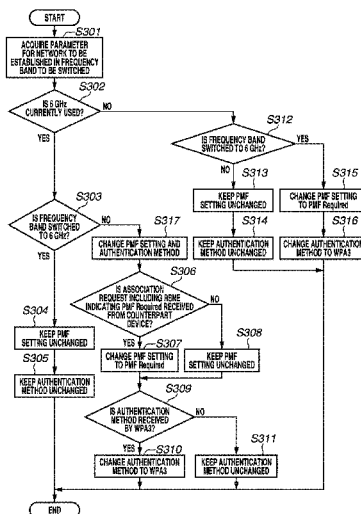 START
S301
ACQUIRE PARAMETER
FOR NETWORK TO BE
ESTABLISHED IN FREQUENCY
BAND TO BE SWITCHED
S302
IS 6 GHz
CURRENTLY USED?
NO
YES
S312
IS FREQUENCY BAND
SWITCHED TO 6 GHz?
YES
NO
S313
KEEP PMF
SETTING UNCHANGED
S315
CHANGE PMF SETTING TO
PMF Required
S314
KEEP AUTHENTICATION
METHOD UNCHANGED
S316
CHANGE AUTHENTICATION
METHOD TO WPA3
S303
IS FREQUENCY
BAND SWITCHED
TO 6 GHz?
NO
YES
S317
CHANGE PMF SETTING AND
AUTHENTICATION METHOD
S306
IS ASSOCIATION
REQUEST INCLUDING RSNE
INDICATING PMF Required RECEIVED
FROM COUNTERPART
DEVICE?
NO
YES
S304
KEEP PMF
SETTING UNCHANGED
S305
KEEP AUTHENTICATION
METHOD UNCHANGED
S307
CHANGE PMF SETTING
TO PMF Required
S308
KEEP PMF
SETTING UNCHANGED
S309
IS AUTHENTICATION
METHOD RECEIVED
BY WPA3?
NO
YES
S310
CHANGE AUTHENTICATION
METHOD TO WPA3
S311
KEEP AUTHENTICATION
METHOD UNCHANGED
END